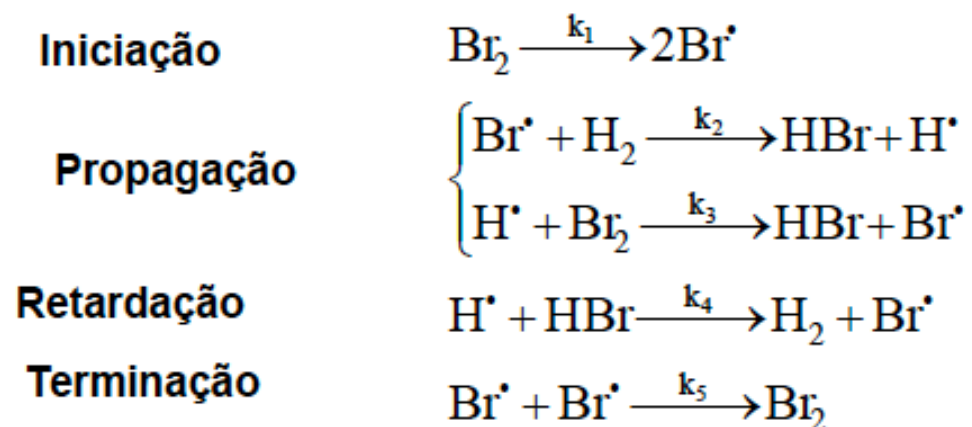 Iniciação Br₂ —k₁→ 2Br•
Propagação
Br• + H₂ —k₂→ HBr + H•
H• + Br₂ —k₃→ HBr + Br•
Retardação H• + HBr —k₄→ H₂ + Br•
Terminação Br• + Br• —k₅→ Br₂